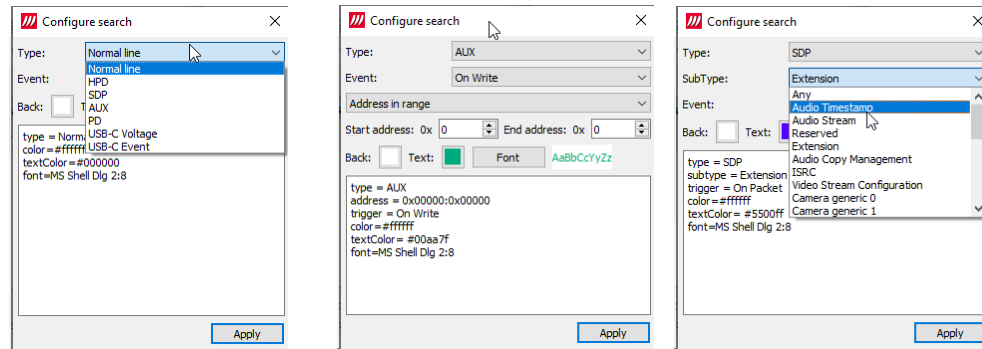 Configure search
Type: Normal line
Normal line
Event: HPD
SDP
Back: T AUX
PD
USB-C Voltage
type = Norm USB-C Event
color=#ffffff
textColor=#000000
font=MS Shell Dlg 2:8
Apply
Configure search
Type: AUX
Event: On Write
Address in range
Start address: 0x 0 End address: 0x 0
Back: Text: Font AaBbCcYyZz
type = AUX
address = 0x00000:0x00000
trigger = On Write
color=#ffffff
textColor= #00aa7f
font=MS Shell Dlg 2:8
Apply
Configure search
Type: SDP
SubType: Extension
Any
Event: Audio Timestamp
Audio Stream
Back: Text: Reserved
Extension
type = SDP Audio Copy Management
subtype = Extension ISRC
trigger = On Packet Video Stream Configuration
color=#ffffff Camera generic 0
textColor= #5500ff Camera generic 1
font=MS Shell Dlg 2:8
Apply